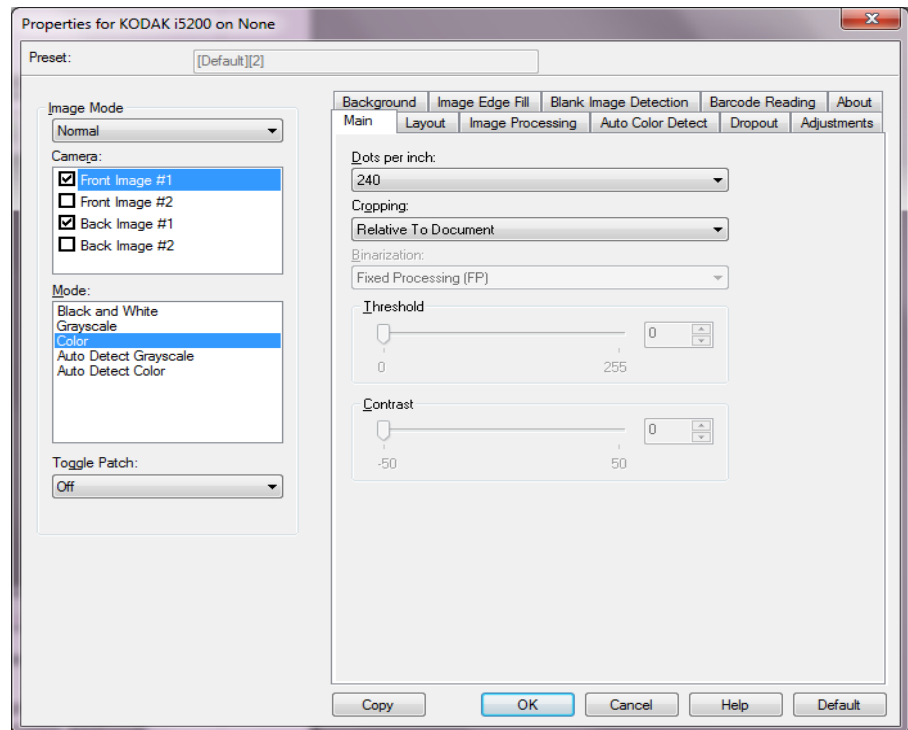 Properties for KODAK i5200 on None
Preset:
[Default][2]
Image Mode
Normal
Camera:
Front Image #1
Front Image #2
Back Image #1
Back Image #2
Mode:
Black and White
Grayscale
Color
Auto Detect Grayscale
Auto Detect Color
Toggle Patch:
Off
Background Image Edge Fill Blank Image Detection Barcode Reading About
Main Layout Image Processing Auto Color Detect Dropout Adjustments
Dots per inch:
240
Cropping:
Relative To Document
Binarization:
Fixed Processing (FP)
Threshold
0
0 255
Contrast
0
-50 50
Copy OK Cancel Help Default